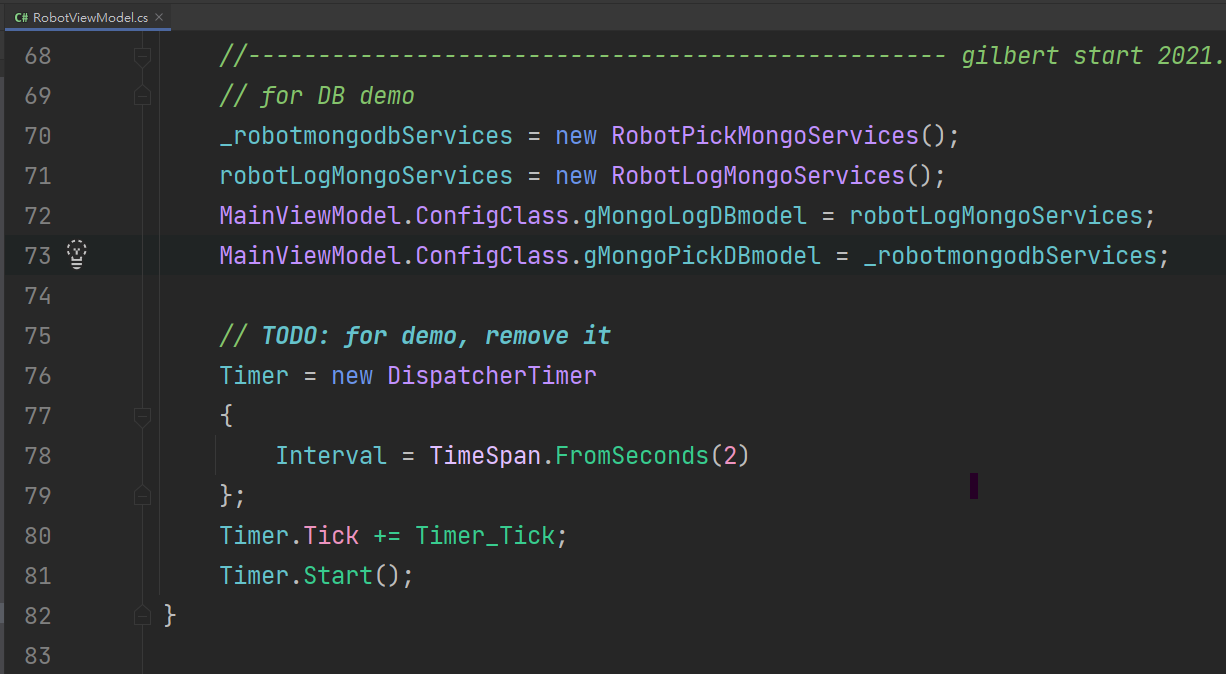 C# RobotViewModel.cs ×
68 //-------------------------------------------------- gilbert start 2021.
69 // for DB demo
70 _robotmongodbServices = new RobotPickMongoServices();
71 robotLogMongoServices = new RobotLogMongoServices();
72 MainViewModel.ConfigClass.gMongoLogDBmodel = robotLogMongoServices;
73 MainViewModel.ConfigClass.gMongoPickDBmodel = _robotmongodbServices;
74
75 // TODO: for demo, remove it
76 Timer = new DispatcherTimer
77 {
78 Interval = TimeSpan.FromSeconds(2)
79 };
80 Timer.Tick += Timer_Tick;
81 Timer.Start();
82 }
83